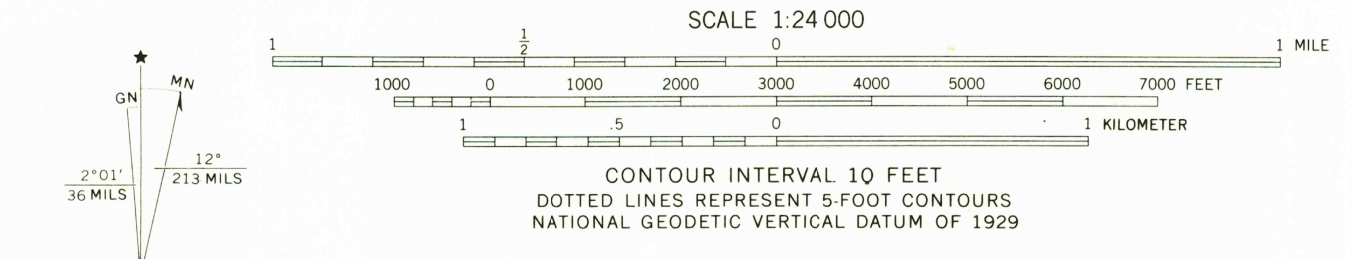 SCALE 1:24 000
1 1/2 0 1 MILE
1000 0 1000 2000 3000 4000 5000 6000 7000 FEET
1 .5 0 1 KILOMETER
CONTOUR INTERVAL 10 FEET
DOTTED LINES REPRESENT 5-FOOT CONTOURS
NATIONAL GEODETIC VERTICAL DATUM OF 1929
★
GN
MN
2°01′
36 MILS
12°
213 MILS